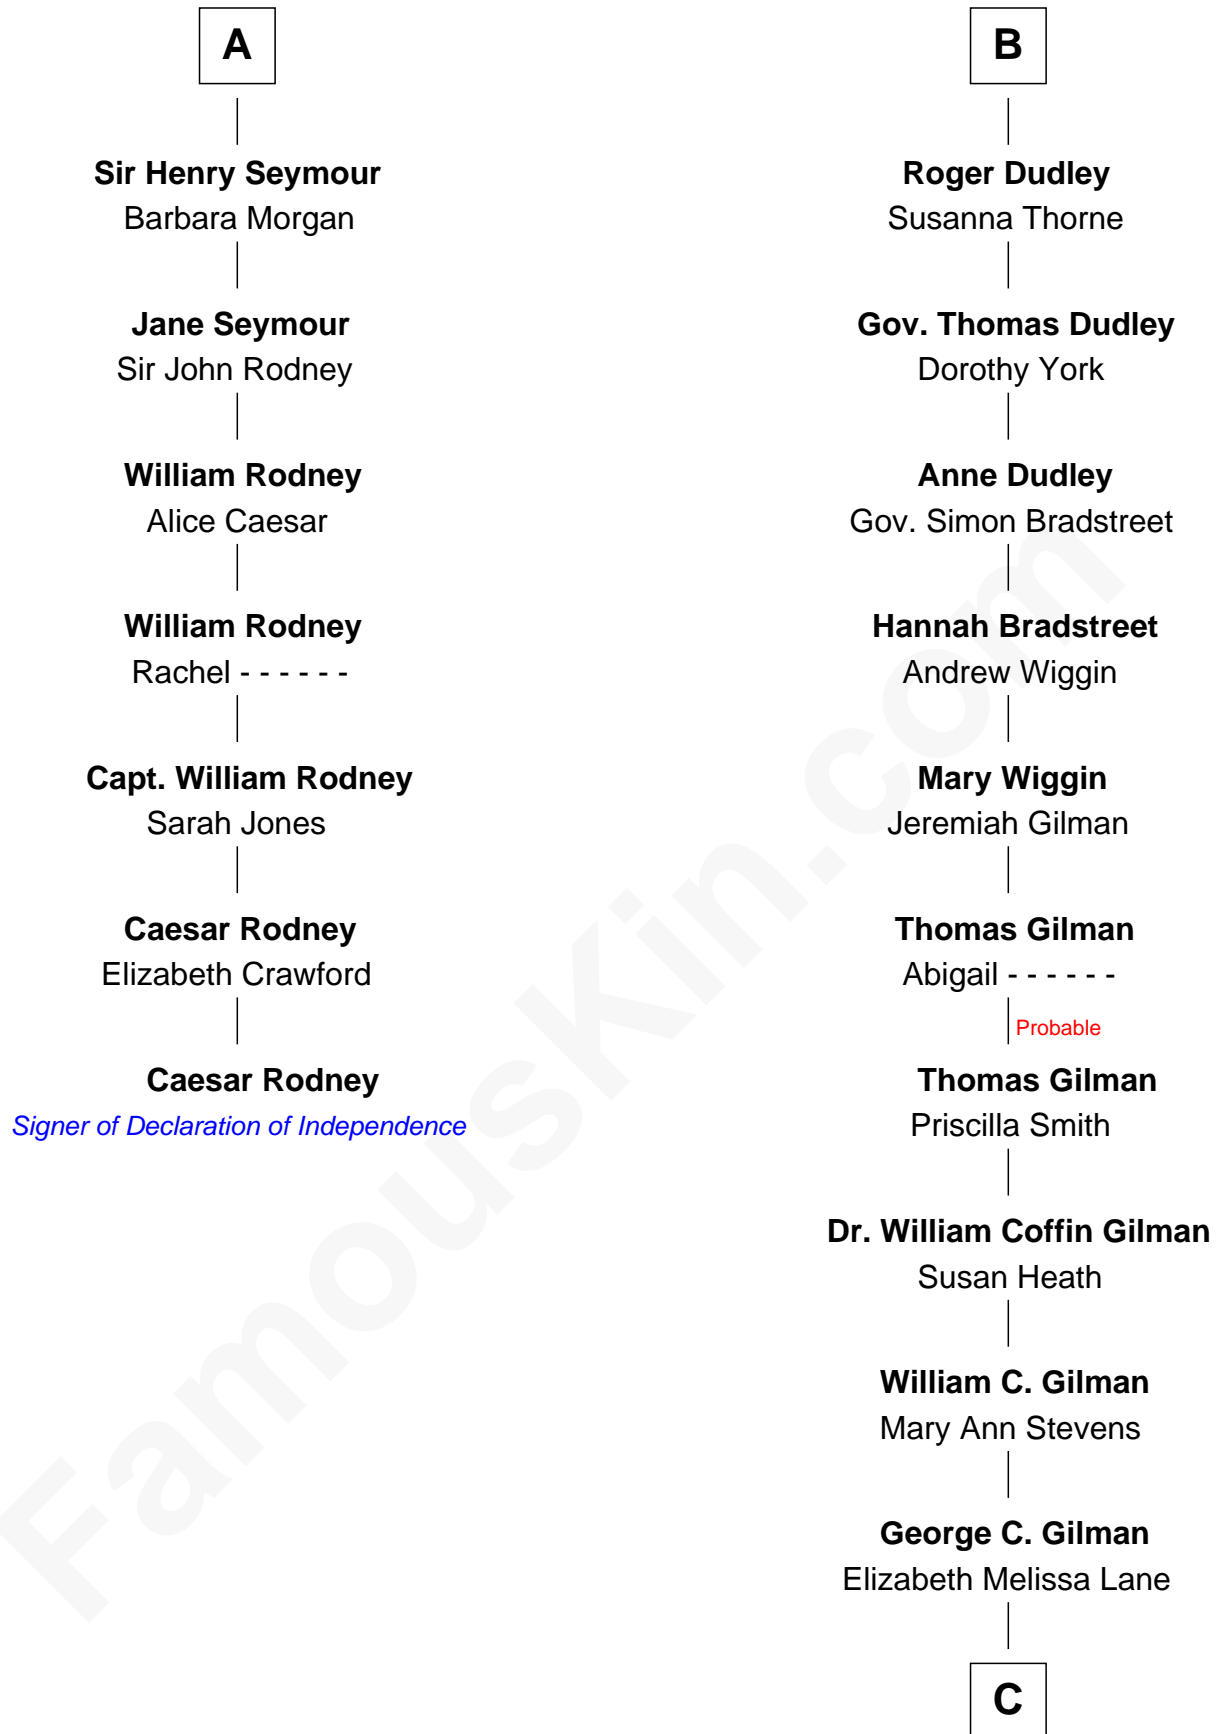 A
Sir Henry Seymour
Barbara Morgan
Jane Seymour
Sir John Rodney
William Rodney
Alice Caesar
William Rodney
Rachel - - - - - -
Capt. William Rodney
Sarah Jones
Caesar Rodney
Elizabeth Crawford
Caesar Rodney
Signer of Declaration of Independence
B
Roger Dudley
Susanna Thorne
Gov. Thomas Dudley
Dorothy York
Anne Dudley
Gov. Simon Bradstreet
Hannah Bradstreet
Andrew Wiggin
Mary Wiggin
Jeremiah Gilman
Thomas Gilman
Abigail - - - - - -
Probable
Thomas Gilman
Priscilla Smith
Dr. William Coffin Gilman
Susan Heath
William C. Gilman
Mary Ann Stevens
George C. Gilman
Elizabeth Melissa Lane
C
FamousKin.com